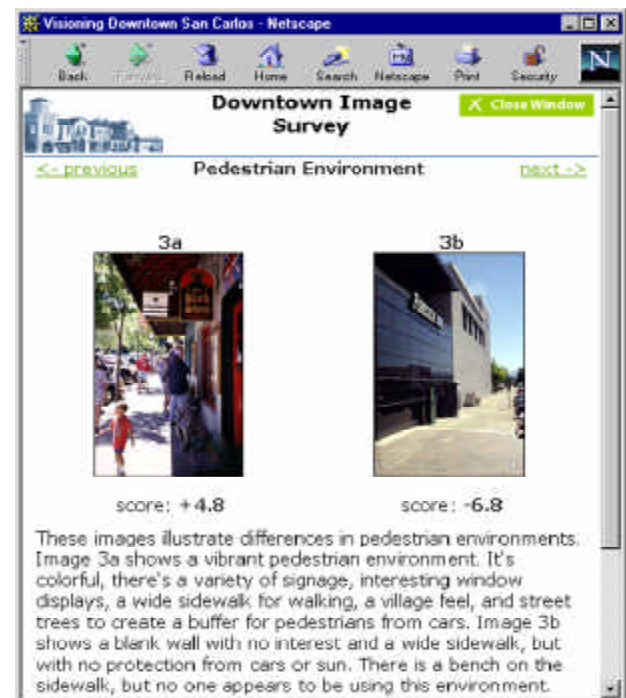 Visioning Downtown San Carlos - Netscape
Back Forward Reload Home Search Netscape Print Security
N
Downtown Image
Survey
X Close Window
<- previous Pedestrian Environment next ->
3a 3b
score: +4.8 score: -6.8
These images illustrate differences in pedestrian environments.
Image 3a shows a vibrant pedestrian environment. It's
colorful, there's a variety of signage, interesting window
displays, a wide sidewalk for walking, a village feel, and street
trees to create a buffer for pedestrians from cars. Image 3b
shows a blank wall with no interest and a wide sidewalk, but
with no protection from cars or sun. There is a bench on the
sidewalk, but no one appears to be using this environment.